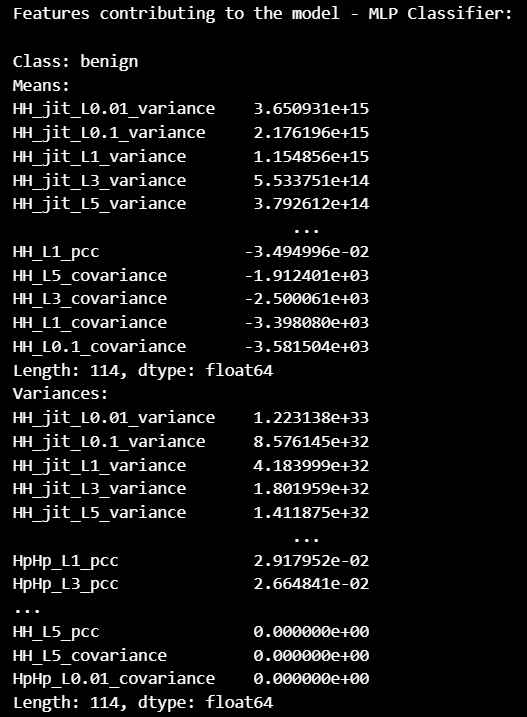 Features contributing to the model - MLP Classifier:
Class: benign
Means:
HH_jit_L0.01_variance 3.650931e+15
HH_jit_L0.1_variance 2.176196e+15
HH_jit_L1_variance 1.154856e+15
HH_jit_L3_variance 5.533751e+14
HH_jit_L5_variance 3.792612e+14
...
HH_L1_pcc -3.494996e-02
HH_L5_covariance -1.912401e+03
HH_L3_covariance -2.500061e+03
HH_L1_covariance -3.398080e+03
HH_L0.1_covariance -3.581504e+03
Length: 114, dtype: float64
Variances:
HH_jit_L0.01_variance 1.223138e+33
HH_jit_L0.1_variance 8.576145e+32
HH_jit_L1_variance 4.183999e+32
HH_jit_L3_variance 1.801959e+32
HH_jit_L5_variance 1.411875e+32
...
HpHp_L1_pcc 2.917952e-02
HpHp_L3_pcc 2.664841e-02
...
HH_L5_pcc 0.000000e+00
HH_L5_covariance 0.000000e+00
HpHp_L0.01_covariance 0.000000e+00
Length: 114, dtype: float64